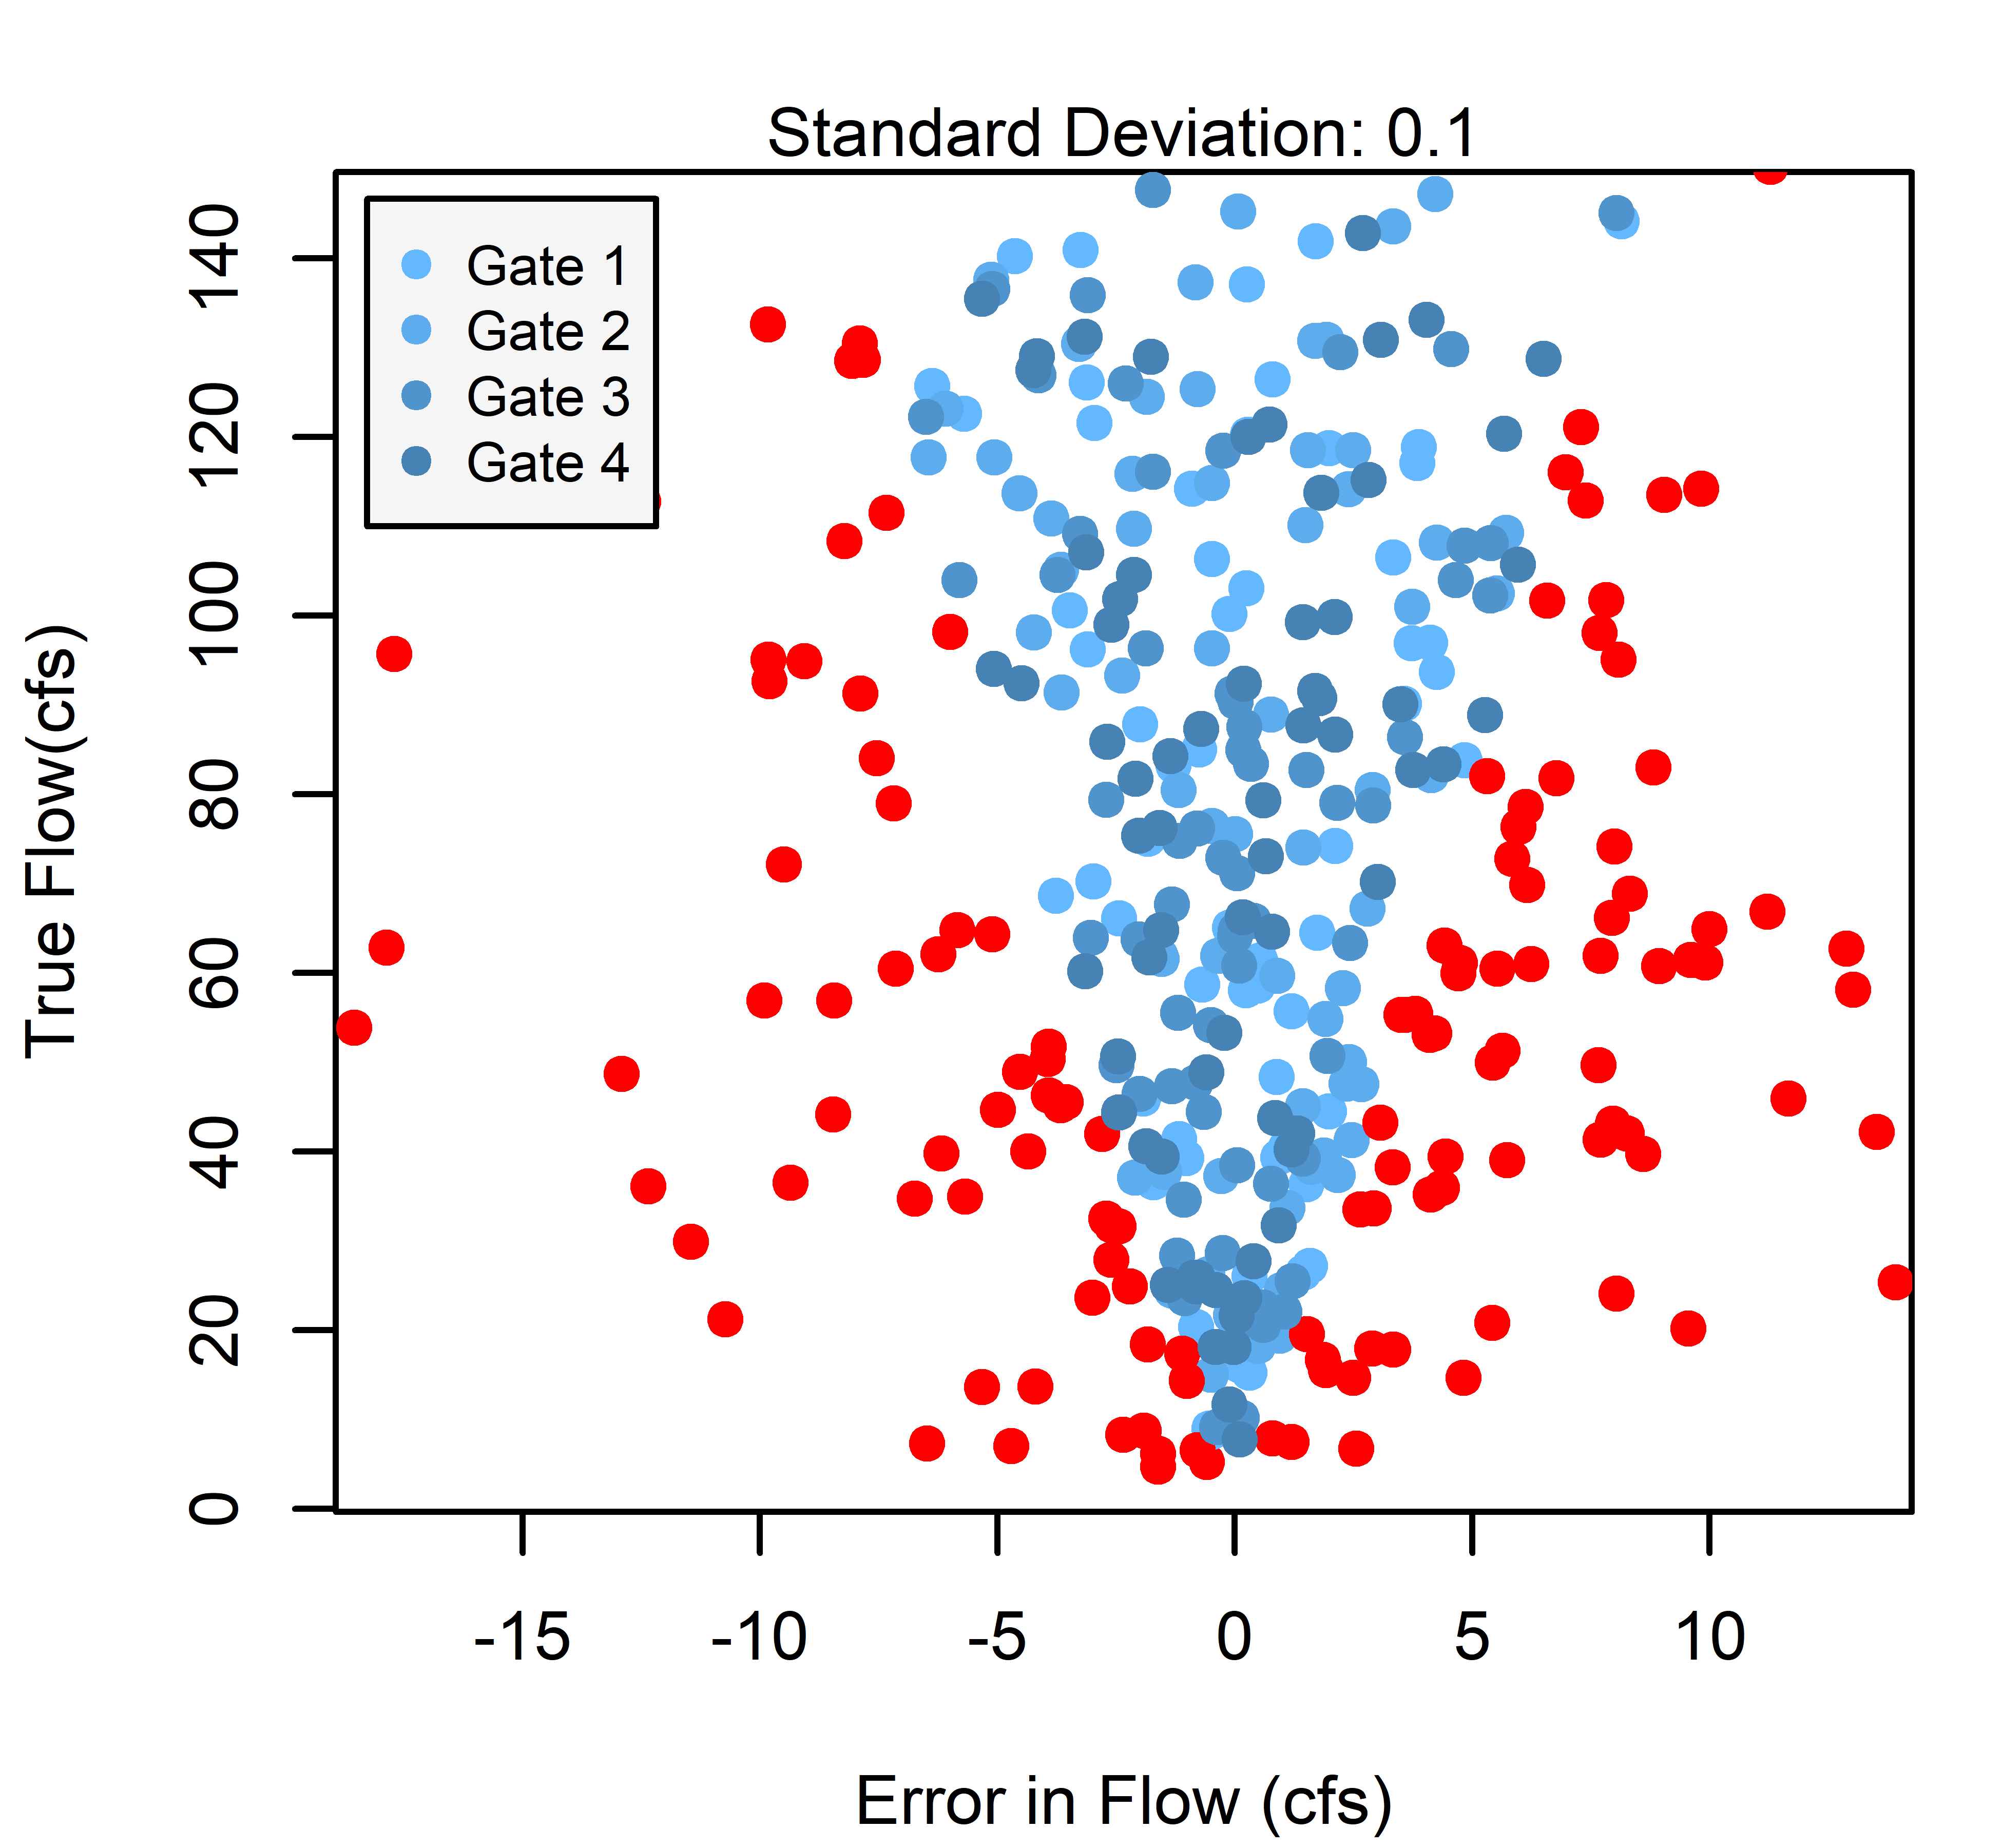 Standard Deviation: 0.1
Gate 1
Gate 2
Gate 3
Gate 4
True Flow(cfs)
140
120
100
80
60
40
20
0
-15 -10 -5 0 5 10
Error in Flow (cfs)